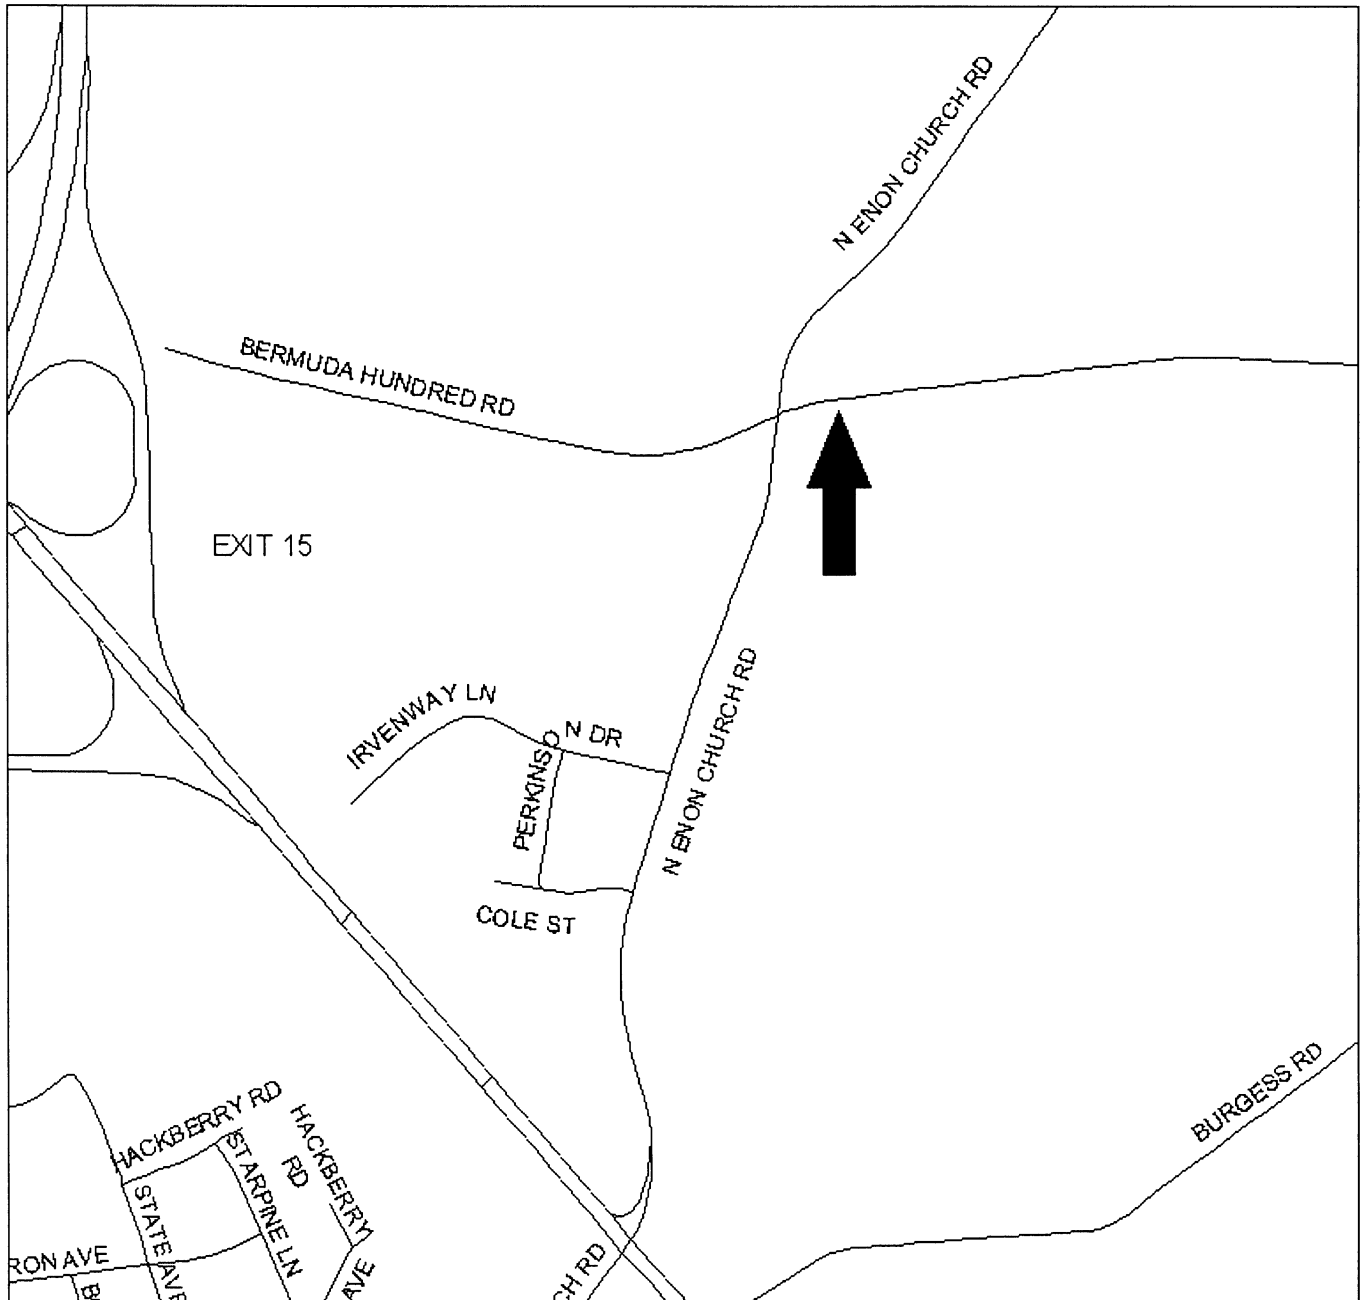 N ENON CHURCH RD
BERMUDA HUNDRED RD
EXIT 15
IRVENWAY LN
PERKINSON DR
N ENON CHURCH RD
COLE ST
BURGESS RD
HACKBERRY RD
HACKBERRY
RD
STARPINE LN
STATE AVE
RON AVE
AVE
CH RD